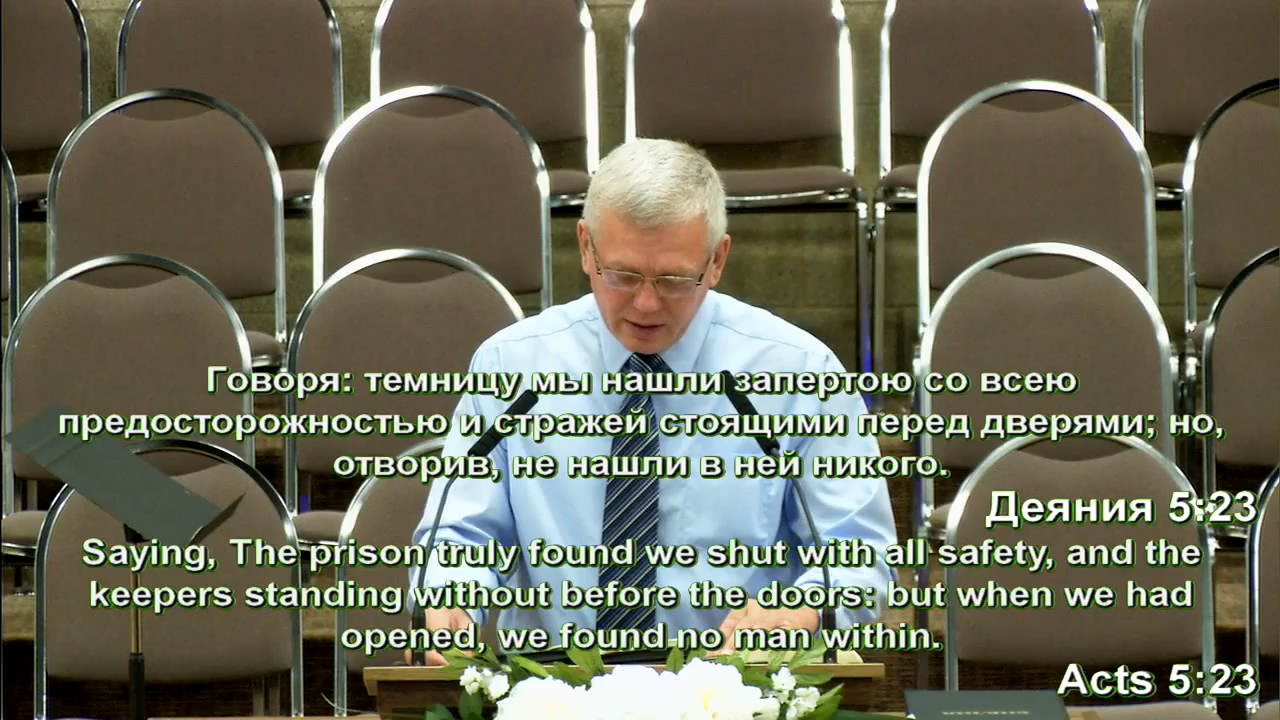 Говоря: темницу мы нашли запертою со всею
предосторожностью и стражей стоящими перед дверями; но,
отворив, не нашли в ней никого.
Деяния 5:23
Saying, The prison truly found we shut with all safety, and the
keepers standing without before the doors: but when we had
opened, we found no man within.
Acts 5:23